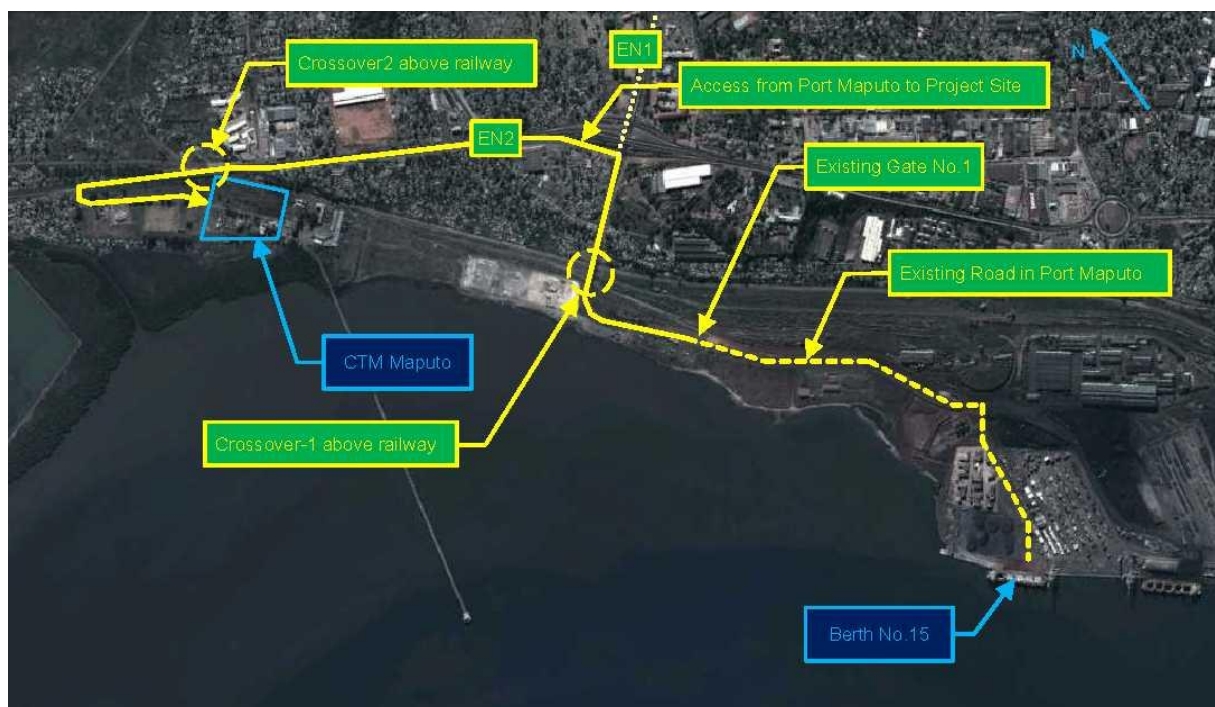 EN1
N
Crossover2 above railway
Access from Port Maputo to Project Site
EN2
Existing Gate No.1
Existing Road in Port Maputo
CTM Maputo
Crossover-1 above railway
Berth No.15